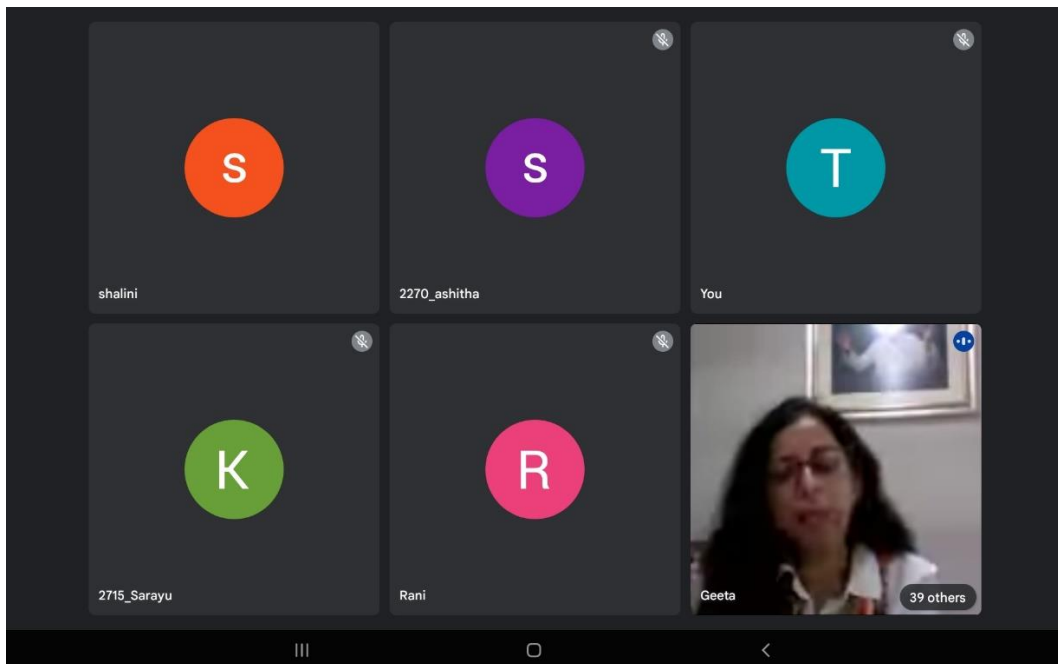 S
shalini
S
2270_ashitha
T
You
K
2715_Sarayu
R
Rani
Geeta
39 others